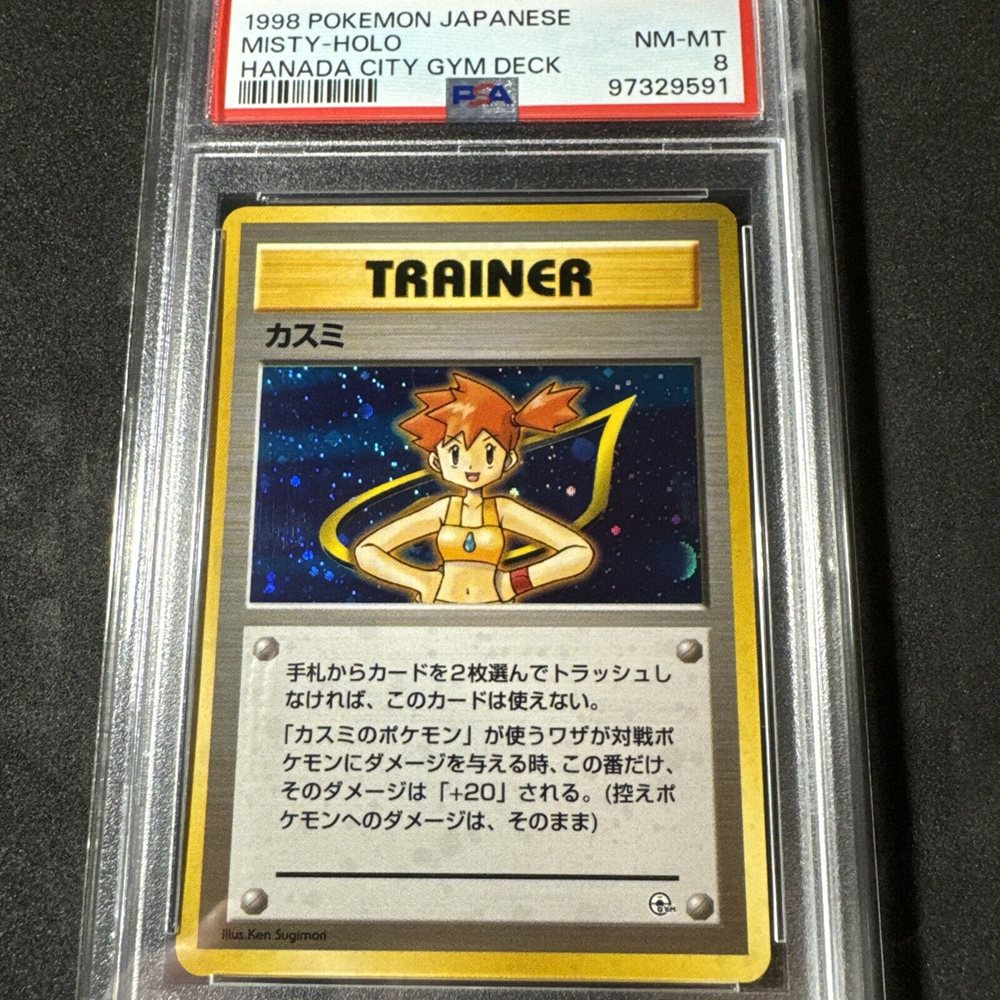 1998 POKEMON JAPANESE
MISTY-HOLO NM-MT
HANADA CITY GYM DECK 8
PSA 97329591
TRAINER
カスミ
手札からカードを2枚選んでトラッシュし
なければ、このカードは使えない。
「カスミのポケモン」が使うワザが対戦ポ
ケモンにダメージを与える時、この番だけ、
そのダメージは「+20」される。(控えポ
ケモンへのダメージは、そのまま)
GYM
Illus. Ken Sugimori